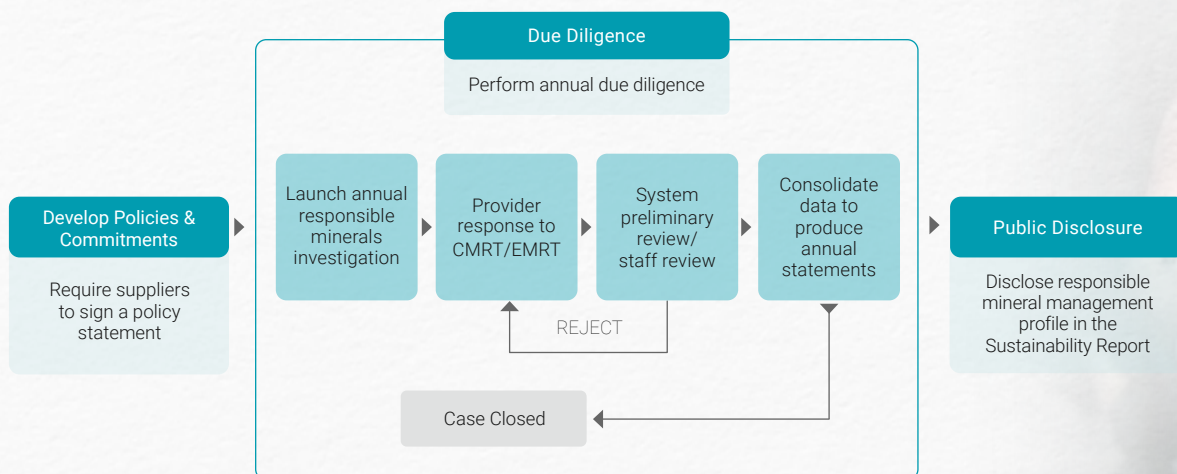 Due Diligence
Perform annual due diligence
Develop Policies &
Commitments
Require suppliers
to sign a policy
statement
Launch annual
responsible
minerals
investigation
Provider
response to
CMRT/EMRT
System
preliminary
review/
staff review
Consolidate
data to
produce
annual
statements
REJECT
Case Closed
Public Disclosure
Disclose responsible
mineral management
profile in the
Sustainability Report